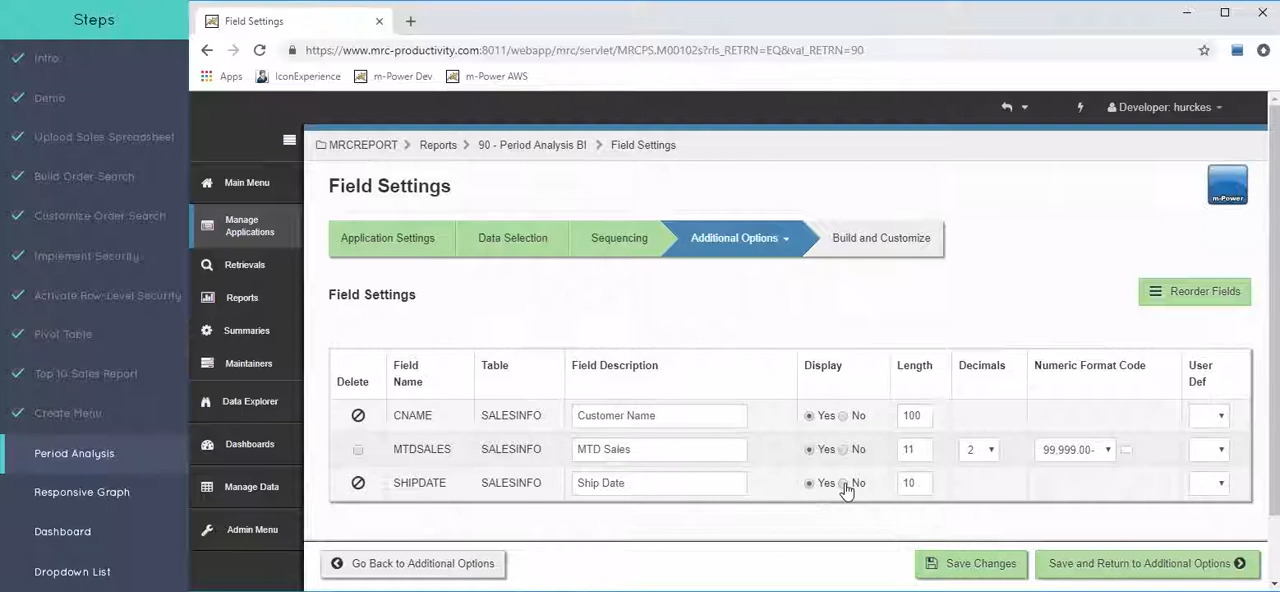 Steps
Intro
Demo
Upload Sales Spreadsheet
Build Order Search
Customize Order Search
Implement Security
Activate Row-Level Security
Pivot Table
Top 10 Sales Report
Create Menu
Period Analysis
Responsive Graph
Dashboard
Dropdown List
Field Settings
https://www.mrc-productivity.com:8011/webapp/mrc/servlet/MRCPS.M00102s?rls_RETRN=EQ&val_RETRN=90
Apps IconExperience m-Power Dev m-Power AWS
Developer: hurckes
MRCREPORT Reports 90 - Period Analysis BI Field Settings
Main Menu
Manage Applications
Retrievals
Reports
Summaries
Maintainers
Data Explorer
Dashboards
Manage Data
Admin Menu
Field Settings
m-Power
Application Settings Data Selection Sequencing Additional Options Build and Customize
Field Settings
Reorder Fields
Delete Field Name Table Field Description Display Length Decimals Numeric Format Code User Def
CNAME SALESINFO Customer Name Yes No 100
MTDSALES SALESINFO MTD Sales Yes No 11 2 99,999.00-
SHIPDATE SALESINFO Ship Date Yes No 10
Go Back to Additional Options Save Changes Save and Return to Additional Options